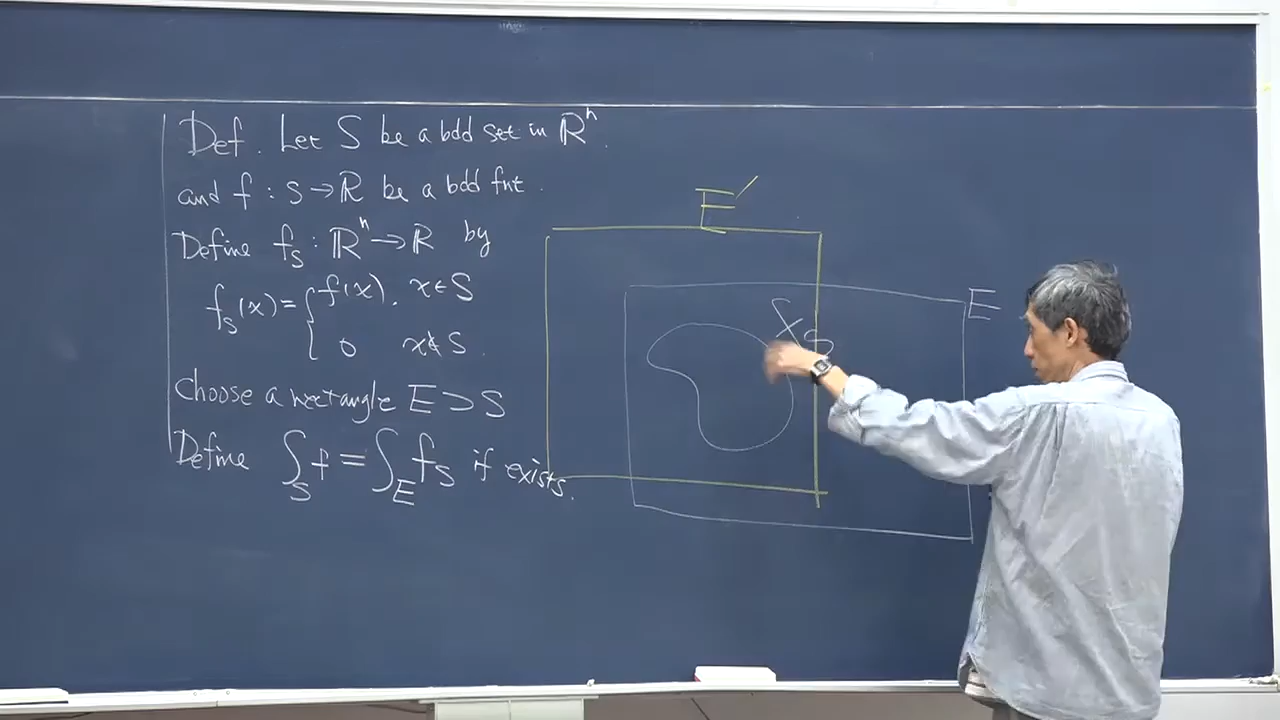 Def. Let S be a bdd set in ℝⁿ.
and f : S → ℝ be a bdd fnt.
Define f_S : ℝⁿ → ℝ by
f_S(x) = { f(x), x ∈ S
0 x ∉ S.
choose a rectangle E ⊃ S
Define ∫_S f = ∫_E f_S if exists.
E′
E
S